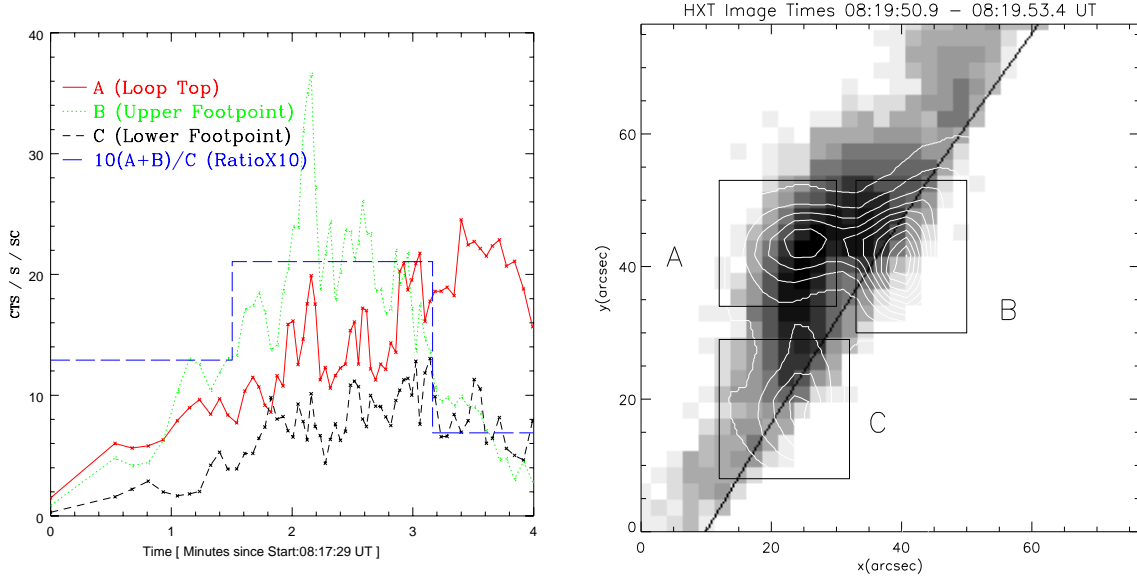 40
30
20
10
0
cts / s / sc
A (Loop Top)
B (Upper Footpoint)
C (Lower Footpoint)
10(A+B)/C (RatioX10)
0 1 2 3 4
Time [ Minutes since Start:08:17:29 UT ]
HXT Image Times 08:19:50.9 – 08:19.53.4 UT
60
40
20
0
y(arcsec)
A
B
C
0 20 40 60
x(arcsec)